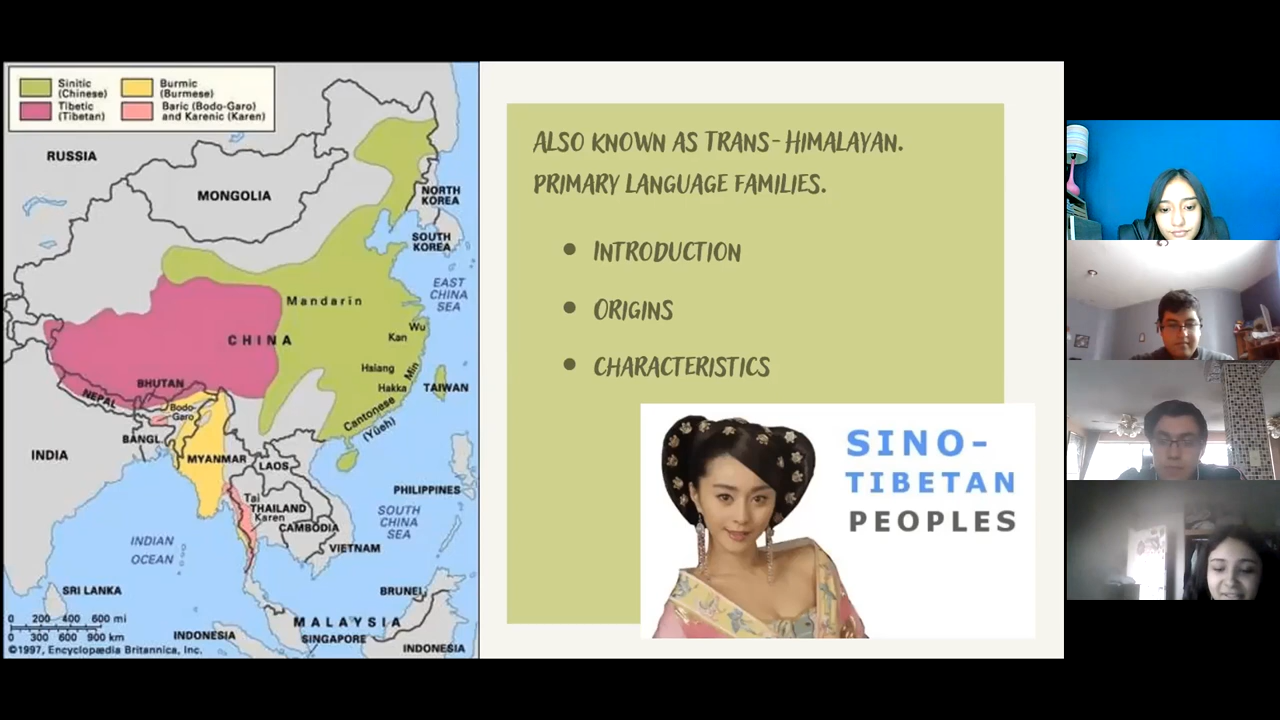 Sinitic
(Chinese)
Tibetic
(Tibetan)
Burmic
(Burmese)
Baric (Bodo-Garo)
and Karenic (Karen)
RUSSIA
MONGOLIA
NORTH
KOREA
SOUTH
KOREA
EAST
CHINA
SEA
Mandarin
CHINA
Wu
Kan
Hsiang
Min
Hakka
TAIWAN
Cantonese
(Yüeh)
BHUTAN
NEPAL
Bodo-
Garo
BANGL
INDIA
MYANMAR
LAOS
PHILIPPINES
Tai
THAILAND
Karen
CAMBODIA
SOUTH
CHINA
SEA
VIETNAM
INDIAN
OCEAN
SRI LANKA
BRUNEI
MALAYSIA
SINGAPORE
INDONESIA
INDONESIA
0 200 400 600 mi
0 300 600 900 km
©1997, Encyclopædia Britannica, Inc.
ALSO KNOWN AS TRANS-HIMALAYAN.
PRIMARY LANGUAGE FAMILIES.
• INTRODUCTION
• ORIGINS
• CHARACTERISTICS
SINO-
TIBETAN
PEOPLES